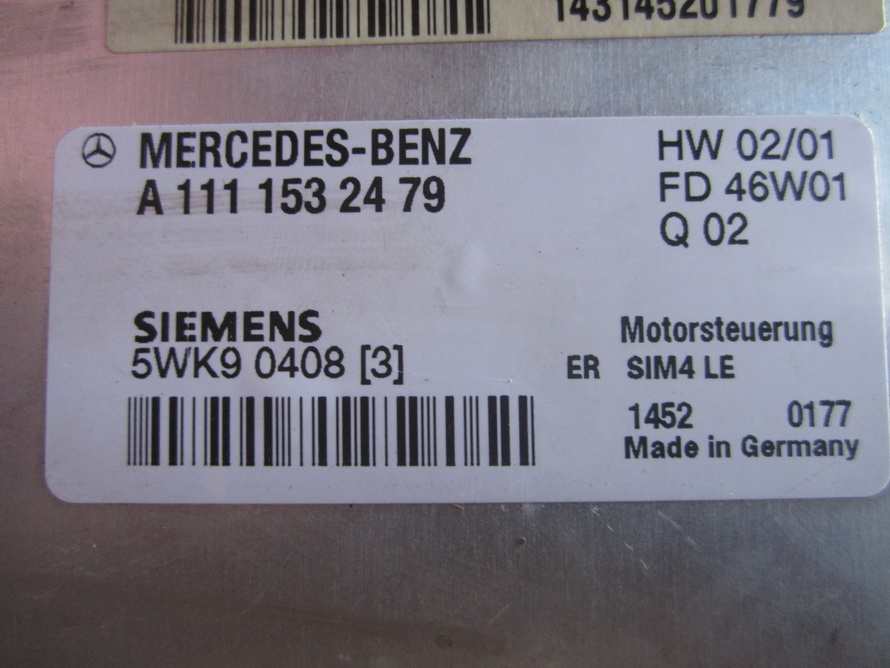 143145201779
MERCEDES-BENZ
A 111 153 24 79
HW 02/01
FD 46W01
Q 02
SIEMENS
5WK9 0408 [3]
Motorsteuerung
ER SIM4 LE
1452 0177
Made in Germany